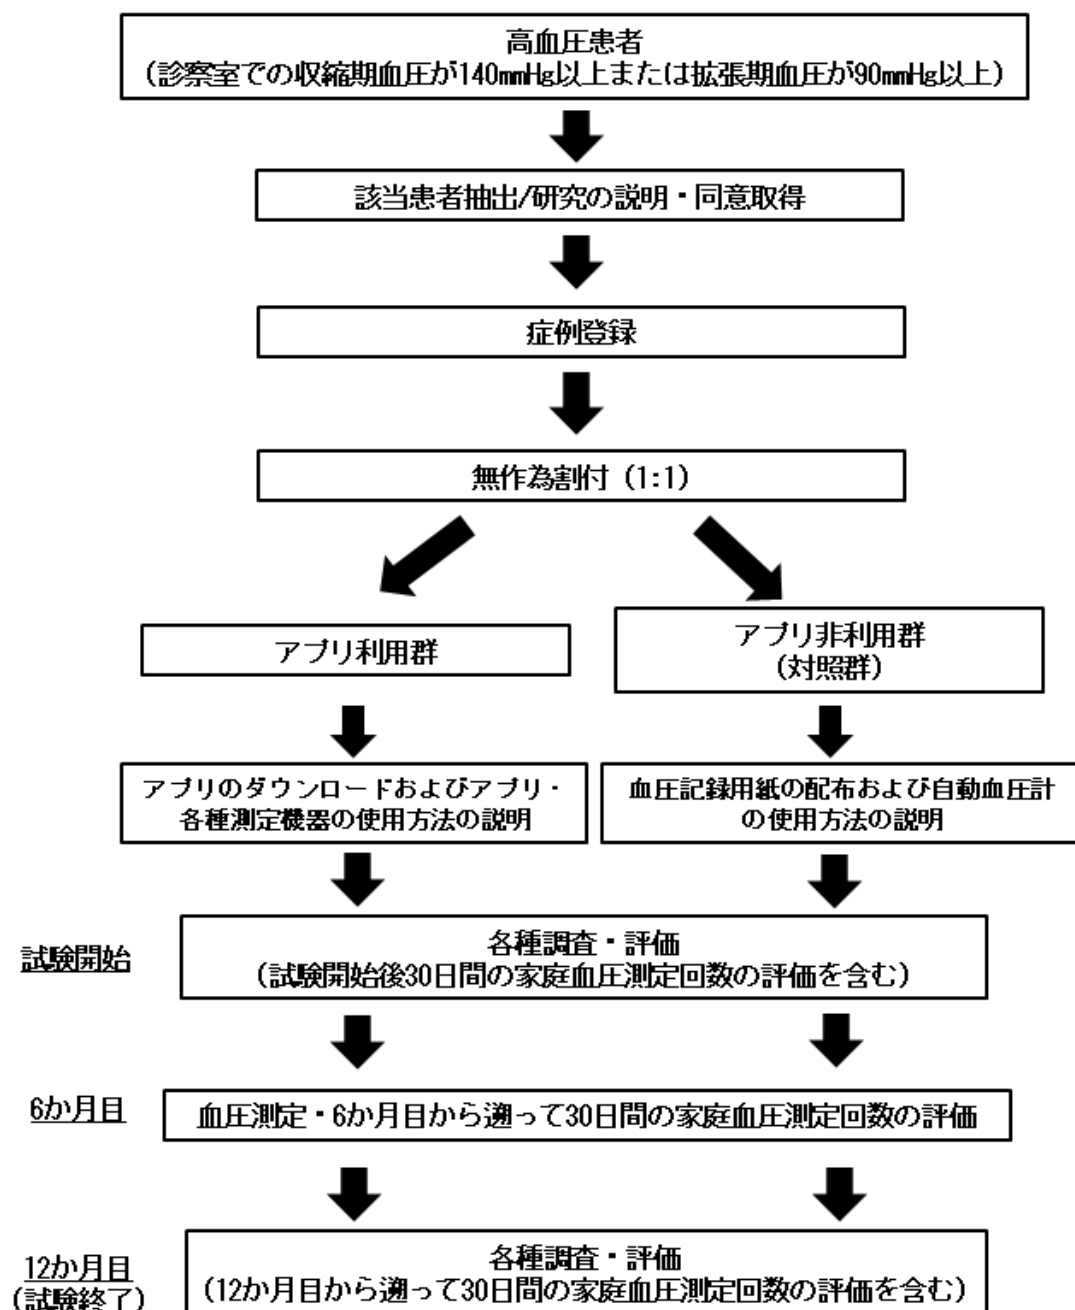 高血圧患者
(診察室での収縮期血圧が140mmHg以上または拡張期血圧が90mmHg以上)
該当患者抽出/研究の説明・同意取得
症例登録
無作為割付（1:1）
アプリ利用群
アプリ非利用群
(対照群)
アプリのダウンロードおよびアプリ・
各種測定機器の使用方法の説明
血圧記録用紙の配布および自動血圧計
の使用方法の説明
試験開始
各種調査・評価
(試験開始後30日間の家庭血圧測定回数の評価を含む)
6か月目
血圧測定・6か月目から遡って30日間の家庭血圧測定回数の評価
12か月目
(試験終了)
各種調査・評価
(12か月目から遡って30日間の家庭血圧測定回数の評価を含む)